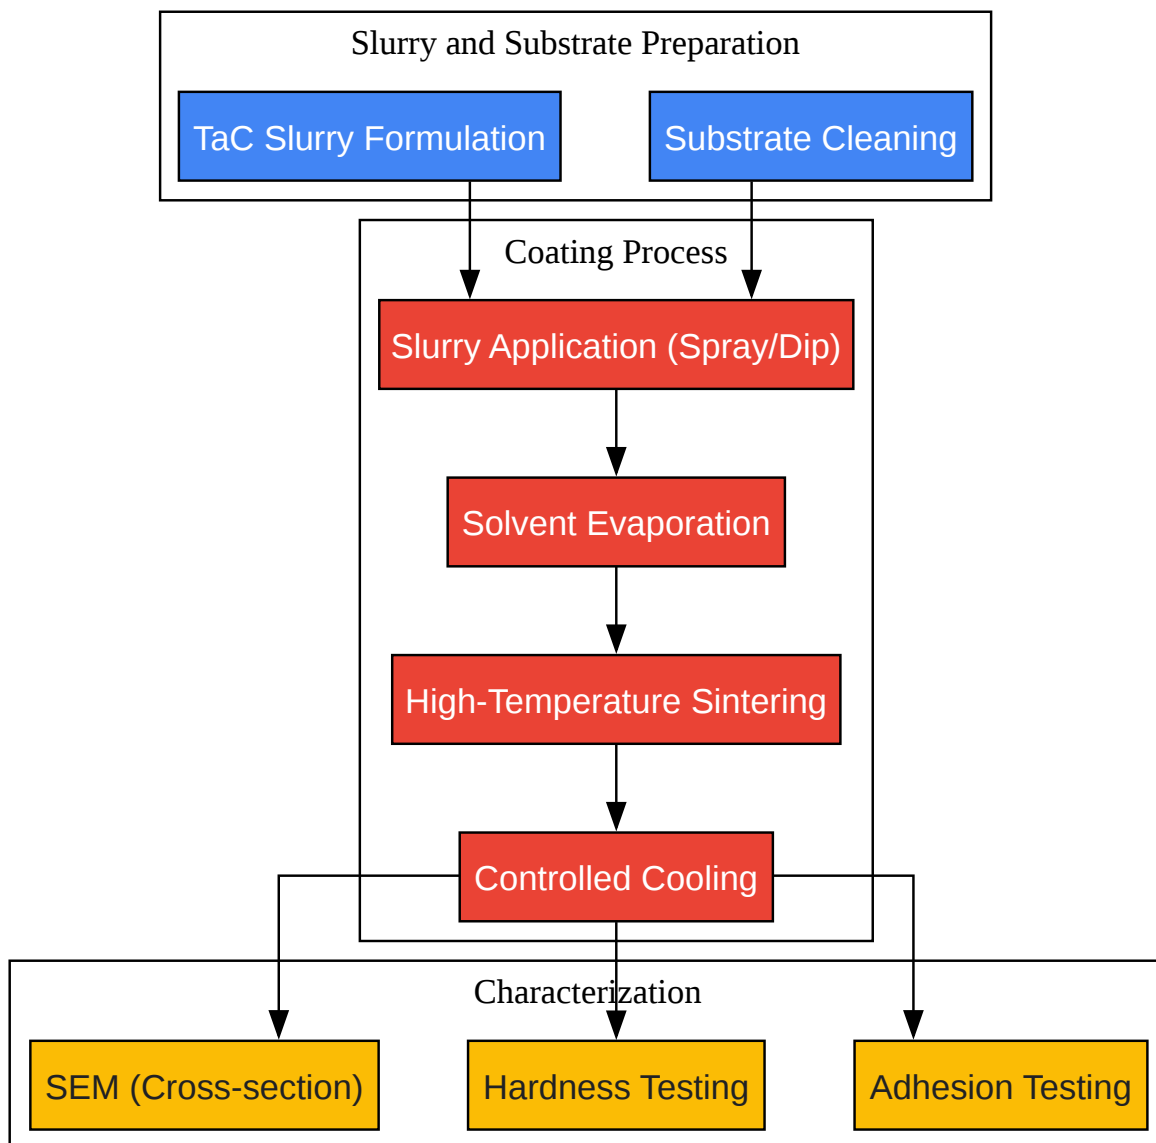 Slurry and Substrate Preparation
TaC Slurry Formulation
Substrate Cleaning
Coating Process
Slurry Application (Spray/Dip)
Solvent Evaporation
High-Temperature Sintering
Controlled Cooling
Characterization
SEM (Cross-section)
Hardness Testing
Adhesion Testing